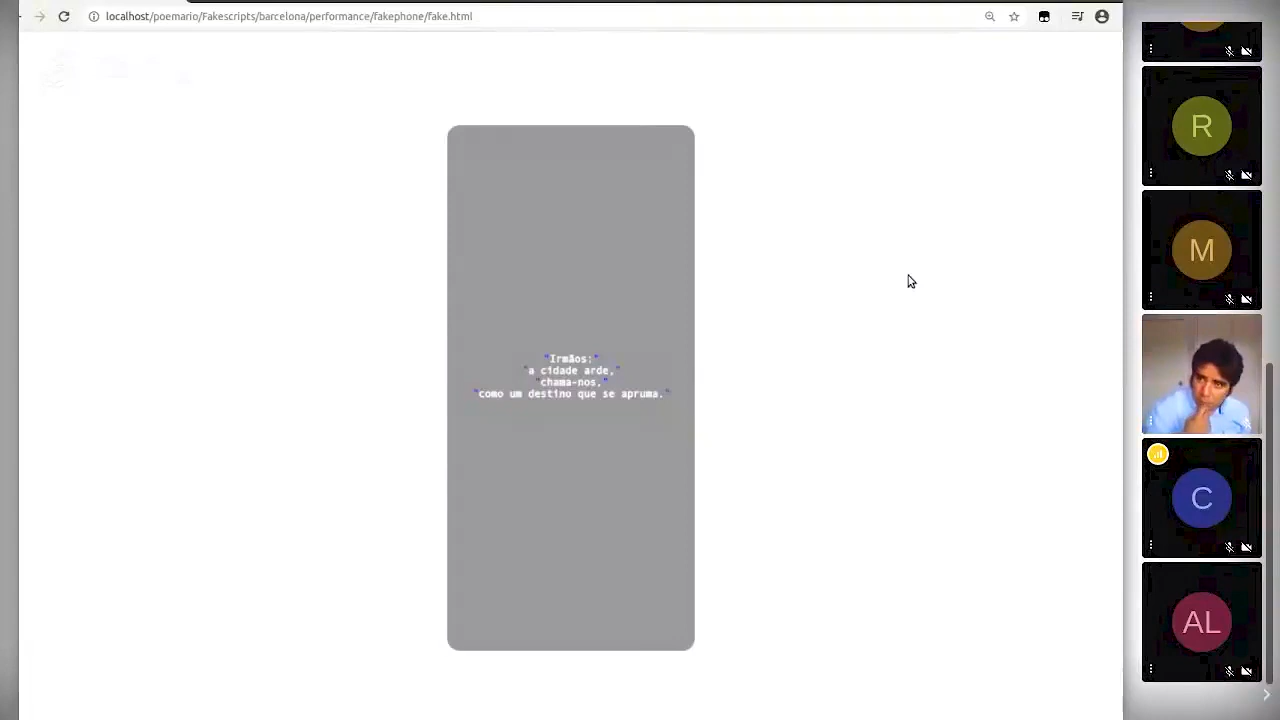 localhost/poemario/Fakescripts/barcelona/performance/fakephone/fake.html
"Irmãos:"
"a cidade arde,"
"chama-nos,"
"como um destino que se apruma."
R
M
C
AL